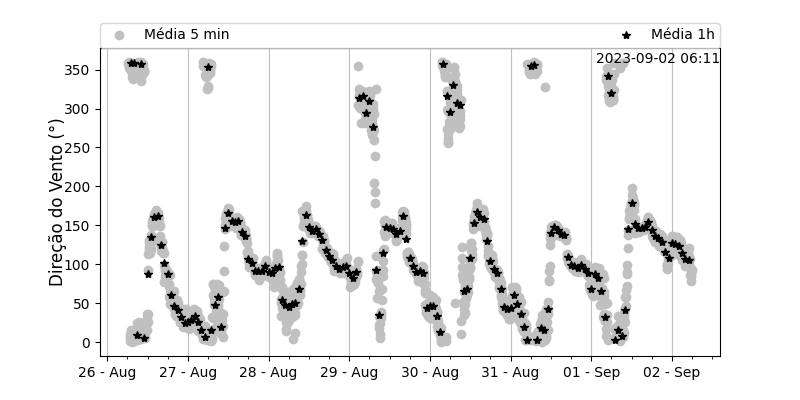 Média 5 min
Média 1h
2023-09-02 06:11
Direção do Vento (°)
350
300
250
200
150
100
50
0
26 - Aug
27 - Aug
28 - Aug
29 - Aug
30 - Aug
31 - Aug
01 - Sep
02 - Sep